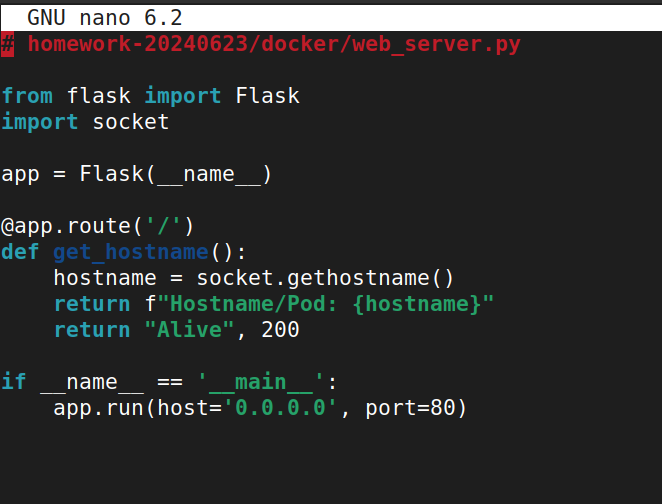 GNU nano 6.2
# homework-20240623/docker/web_server.py
from flask import Flask
import socket
app = Flask(__name__)
@app.route('/')
def get_hostname():
    hostname = socket.gethostname()
    return f"Hostname/Pod: {hostname}"
    return "Alive", 200
if __name__ == '__main__':
    app.run(host='0.0.0.0', port=80)